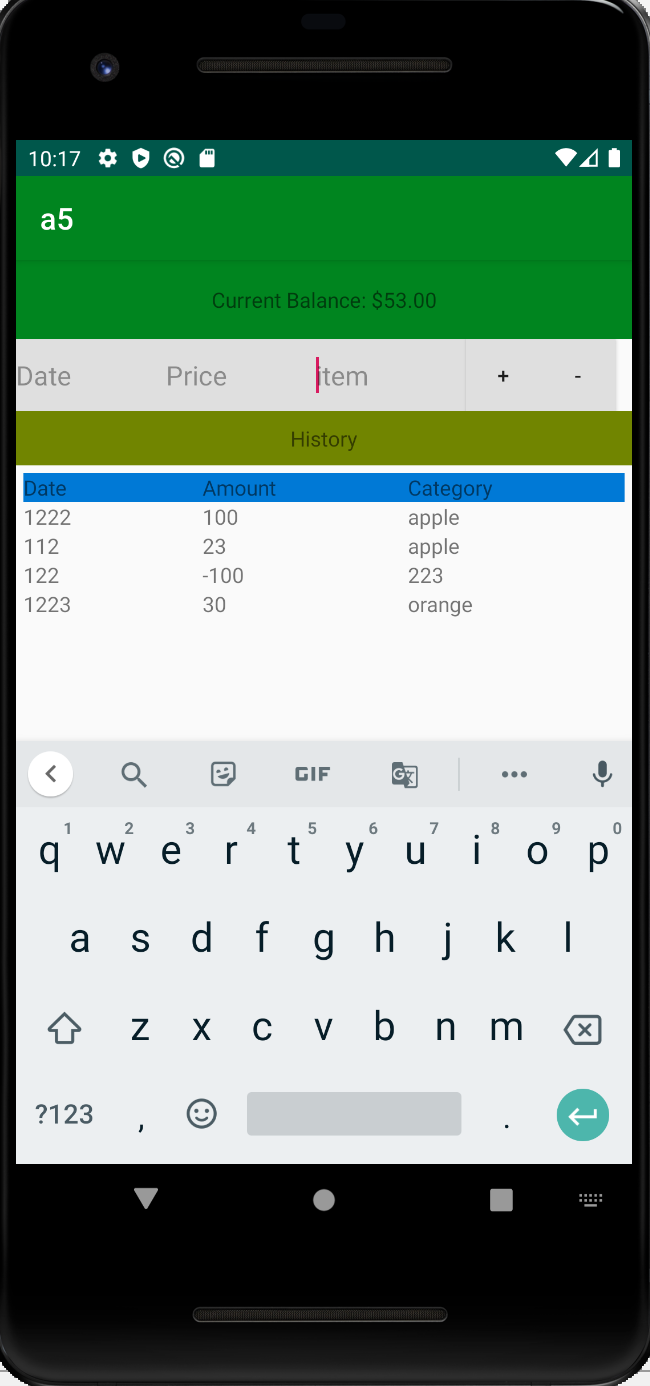 10:17
a5
Current Balance: $53.00
Date Price item + -
History
Date Amount Category
1222 100 apple
112 23 apple
122 -100 223
1223 30 orange
GIF G
1 2 3 4 5 6 7 8 9 0
q w e r t y u i o p
a s d f g h j k l
z x c v b n m
?123 , .